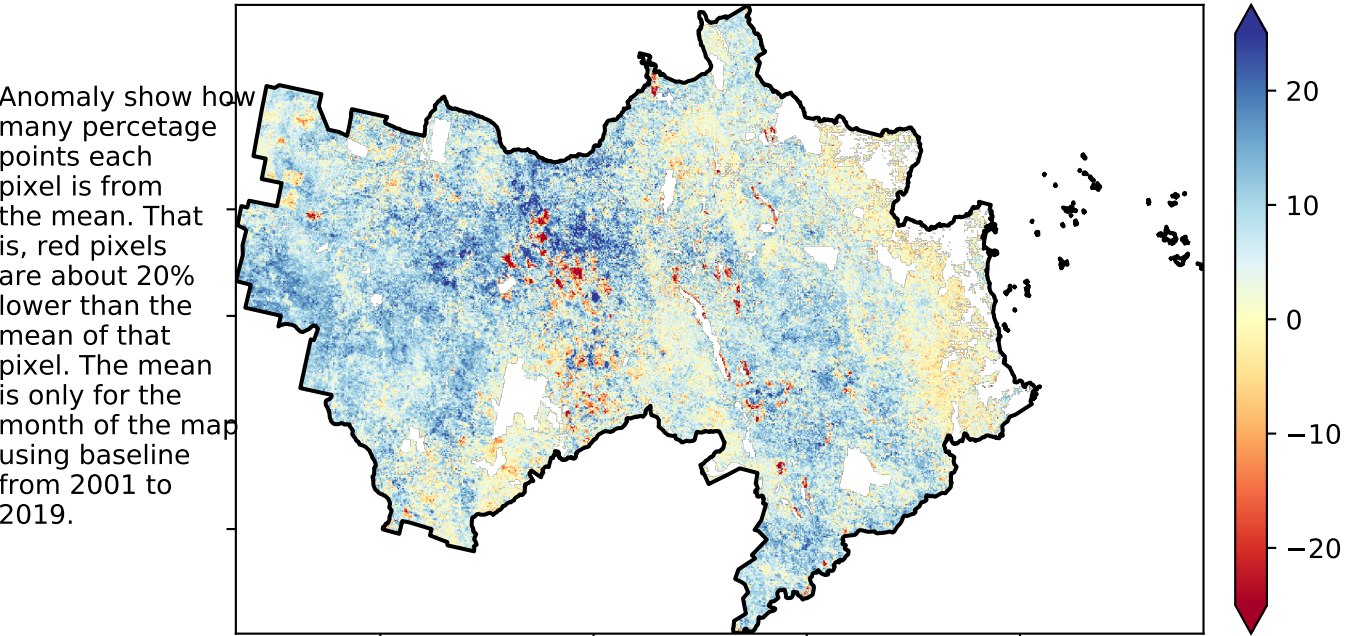 Anomaly show how
many percetage
points each
pixel is from
the mean. That
is, red pixels
are about 20%
lower than the
mean of that
pixel. The mean
is only for the
month of the map
using baseline
from 2001 to
2019.
20
10
0
−10
−20